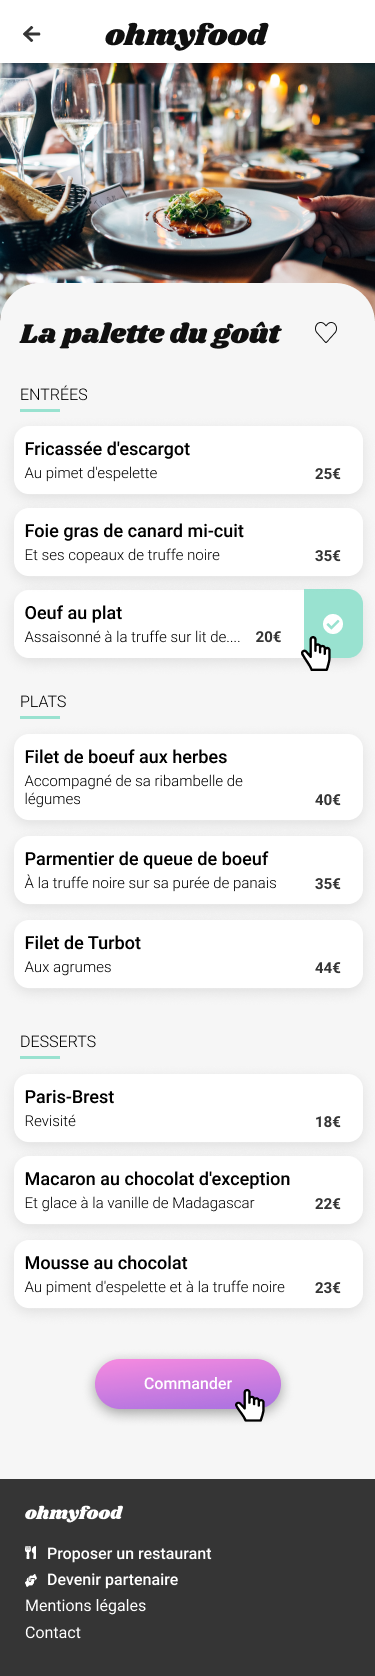 ohmyfood
La palette du goût
ENTRÉES
Fricassée d'escargot
Au pimet d'espelette
25€
Foie gras de canard mi-cuit
Et ses copeaux de truffe noire
35€
Oeuf au plat
Assaisonné à la truffe sur lit de....
20€
PLATS
Filet de boeuf aux herbes
Accompagné de sa ribambelle de
légumes
40€
Parmentier de queue de boeuf
À la truffe noire sur sa purée de panais
35€
Filet de Turbot
Aux agrumes
44€
DESSERTS
Paris-Brest
Revisité
18€
Macaron au chocolat d'exception
Et glace à la vanille de Madagascar
22€
Mousse au chocolat
Au piment d'espelette et à la truffe noire
23€
Commander
ohmyfood
Proposer un restaurant
Devenir partenaire
Mentions légales
Contact